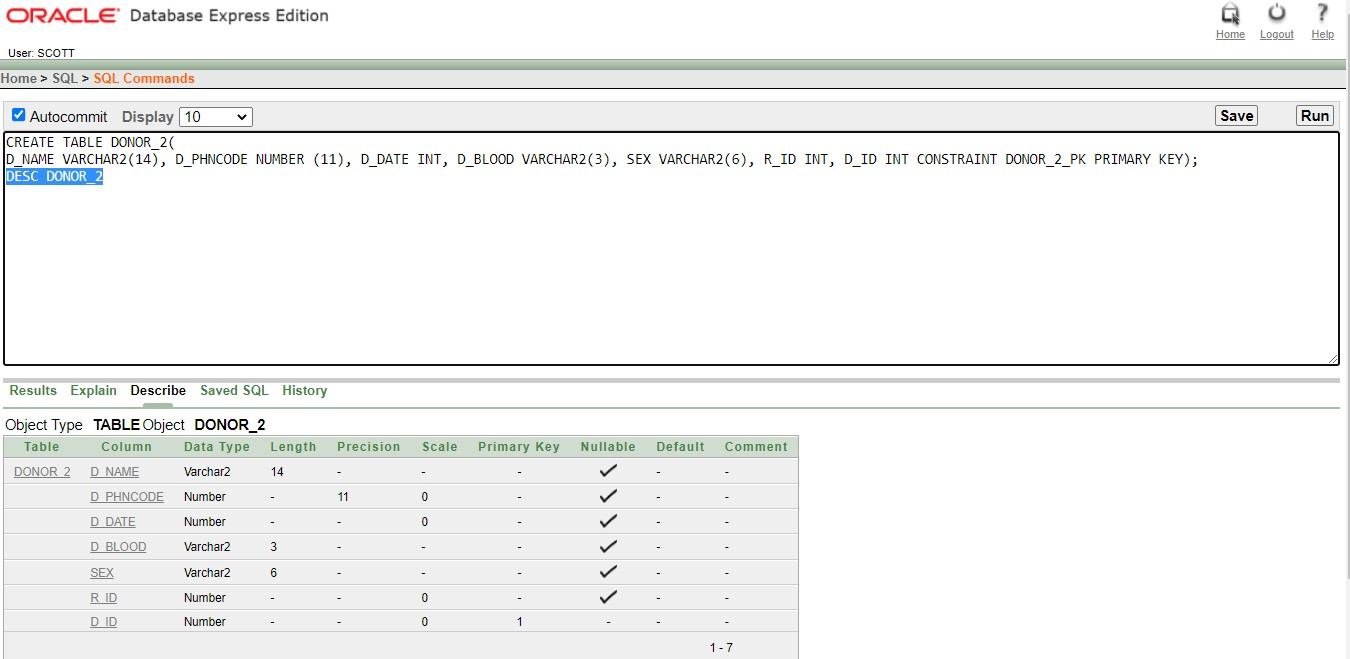 ORACLE® Database Express Edition
Home Logout Help
User: SCOTT
Home > SQL > SQL Commands
Autocommit Display 10 Save Run
CREATE TABLE DONOR_2(
D_NAME VARCHAR2(14), D_PHNCODE NUMBER (11), D_DATE INT, D_BLOOD VARCHAR2(3), SEX VARCHAR2(6), R_ID INT, D_ID INT CONSTRAINT DONOR_2_PK PRIMARY KEY);
DESC DONOR_2
Results Explain Describe Saved SQL History
Object Type TABLE Object DONOR_2
Table Column Data Type Length Precision Scale Primary Key Nullable Default Comment
DONOR_2 D_NAME Varchar2 14 - - - - -
D_PHNCODE Number - 11 0 - - -
D_DATE Number - - 0 - - -
D_BLOOD Varchar2 3 - - - - -
SEX Varchar2 6 - - - - -
R_ID Number - - 0 - - -
D_ID Number - - 0 1 - - -
1 - 7